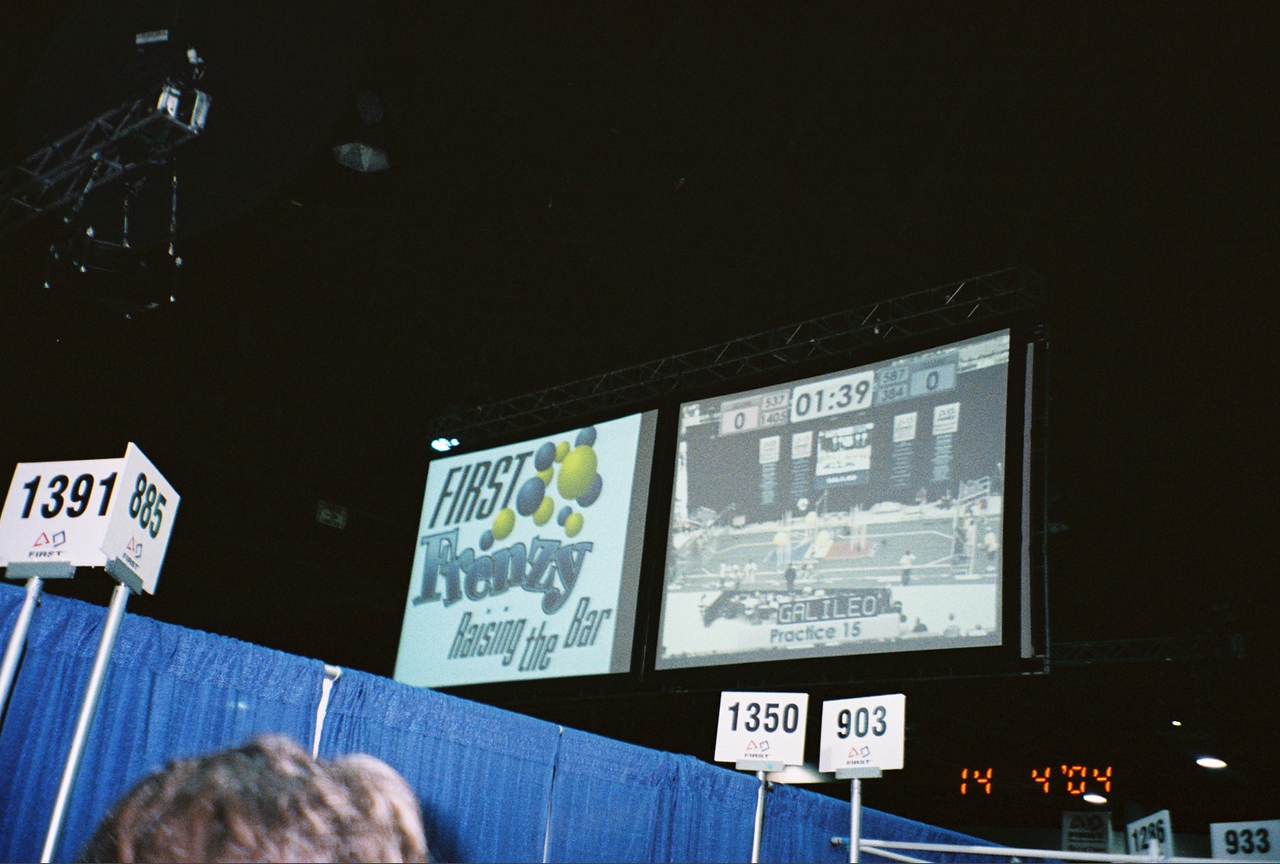 FIRST
Frenzy
Raising the Bar
0
537
1405
01:39
587
384
0
GALILEO
Practice 15
1391
FIRST
885
FIRST
1350
FIRST
903
FIRST
14 4 '04
1286
933